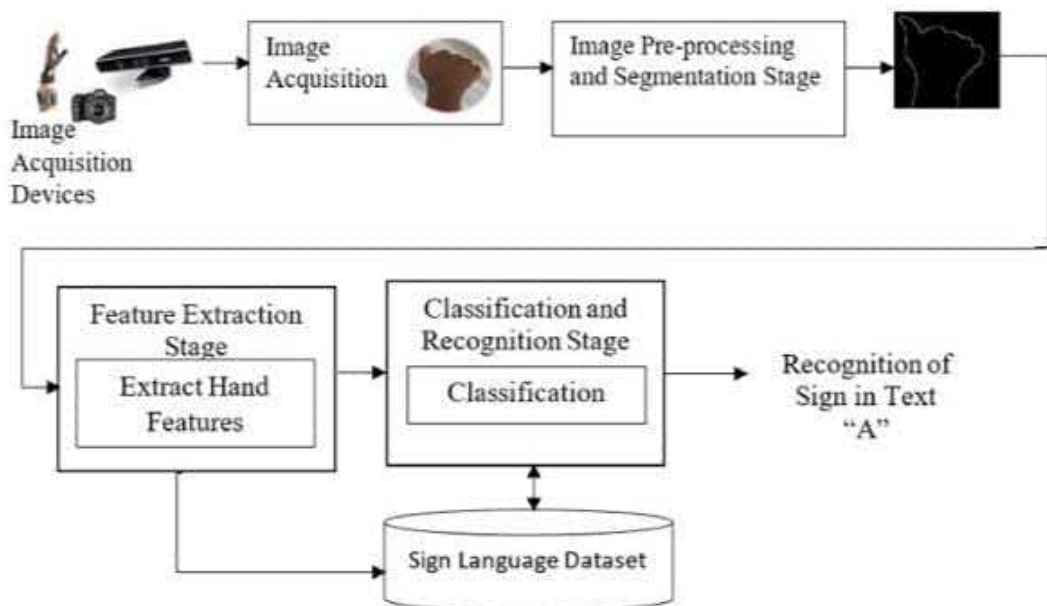 Image
Acquisition
Devices
Image
Acquisition
Image Pre-processing
and Segmentation Stage
Feature Extraction
Stage
Extract Hand
Features
Classification and
Recognition Stage
Classification
Recognition of
Sign in Text
“A”
Sign Language Dataset